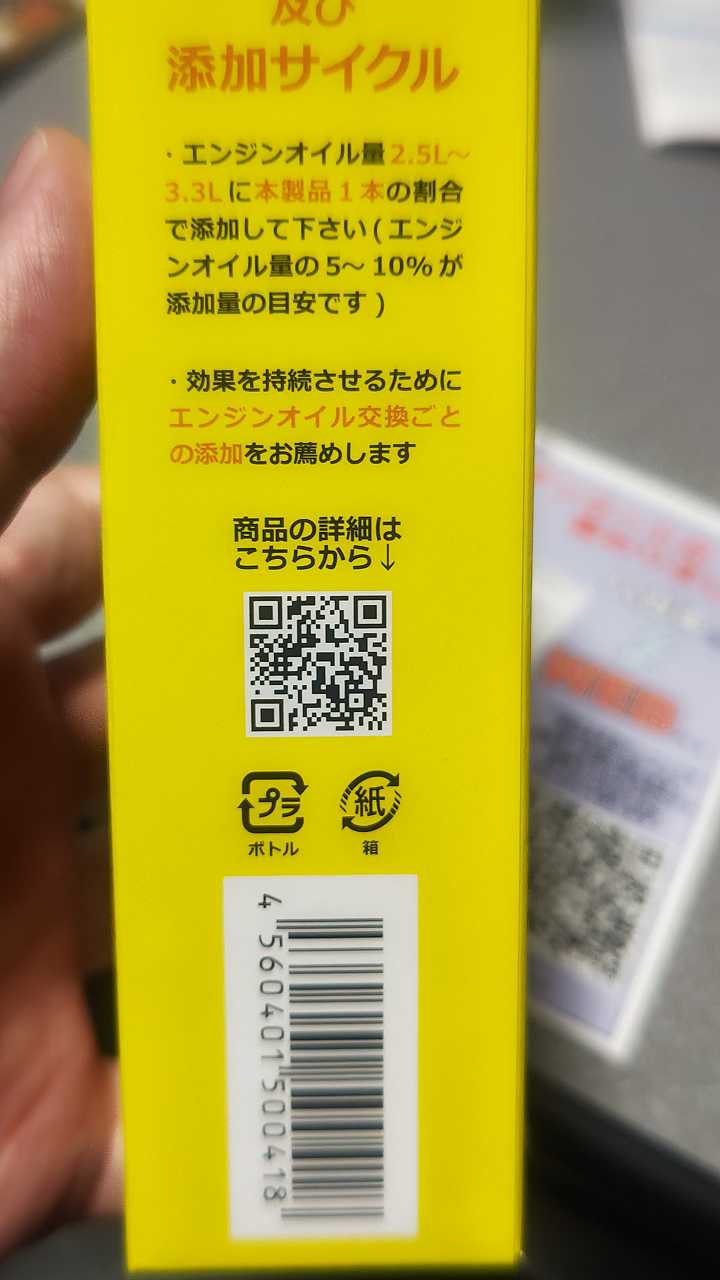 及び
添加サイクル
・エンジンオイル量2.5L～
3.3Lに本製品1本の割合
で添加して下さい(エンジ
ンオイル量の5～10%が
添加量の目安です)
・効果を持続させるために
エンジンオイル交換ごと
の添加をお薦めします
商品の詳細は
こちらから↓
プラ
ボトル
紙
箱
4 560401 500418